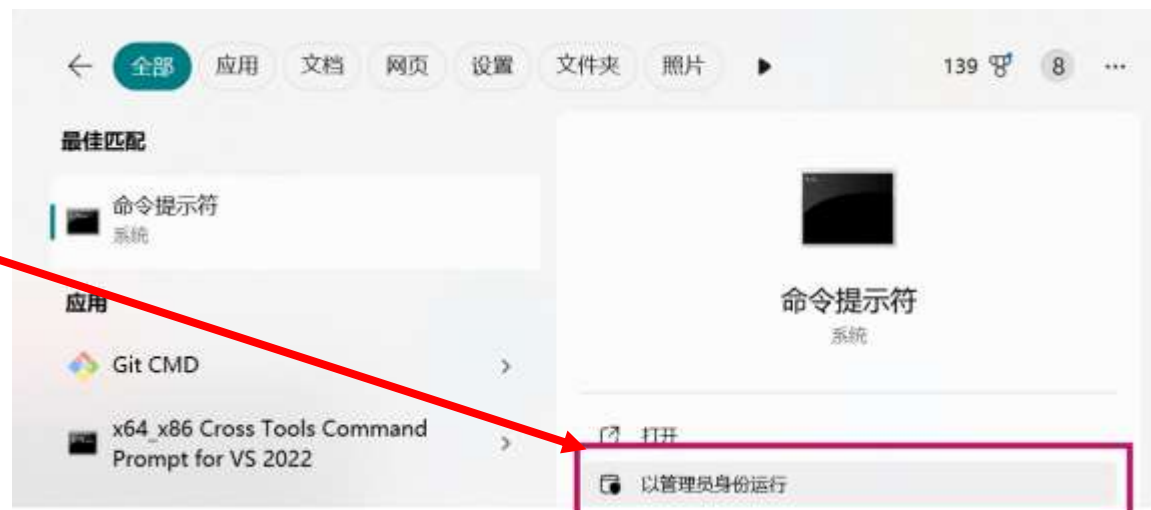 全部 应用 文档 网页 设置 文件夹 照片 139 8 ...
最佳匹配
命令提示符
系统
应用
Git CMD
x64_x86 Cross Tools Command
Prompt for VS 2022
命令提示符
系统
打开
以管理员身份运行